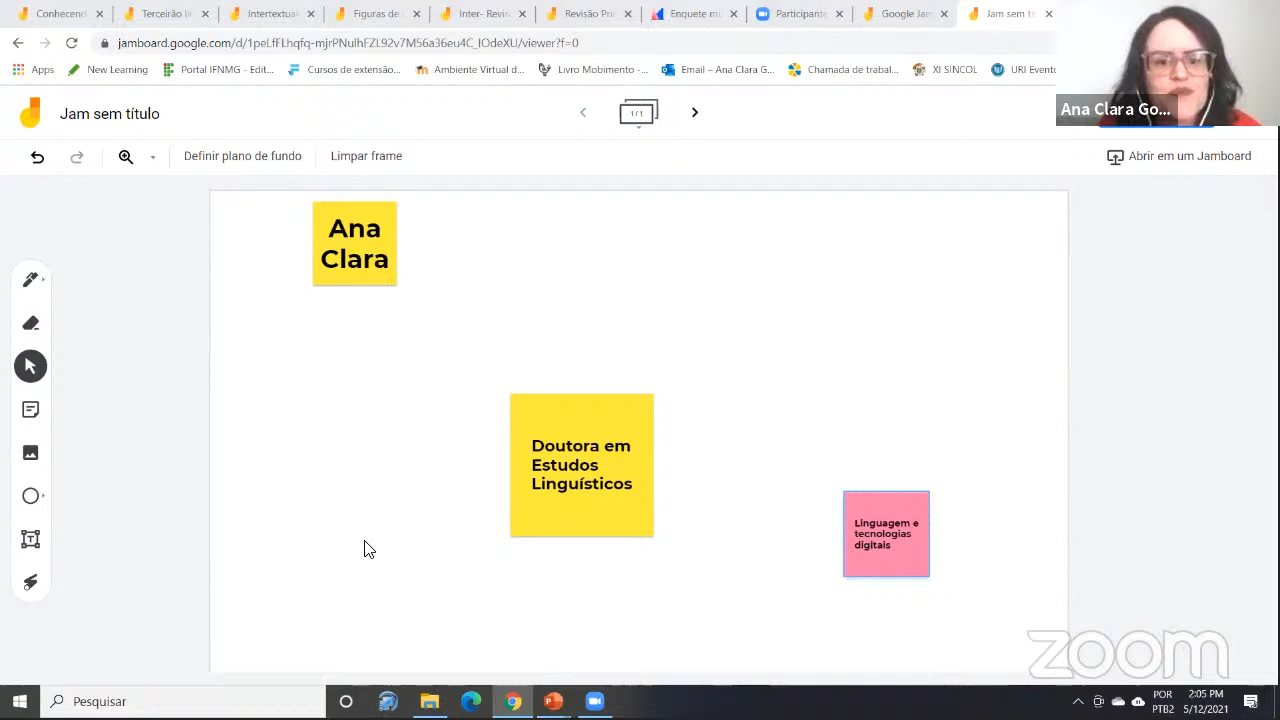 Conhecend
Terceirão li
Intertextual
Figuras de
Revis
Revisão Pri
Enquete m
Participante
Google Jam
Jam sem tí
jamboard.google.com/d/1peLfFLhqfq-mjrPNulhFZL92v7M56a36eu4C_IOdeXU/viewer?f=0
Apps
New Learning
Portal IFNMG - Edit...
Cursos de extensão...
Ambiente virtual d...
Livro Mobimento -...
Email – Ana Clara G...
Chamada de trabal...
XI SINCOL
URI Evento
Ana Clara Go...
Jam sem título
1/1
Definir plano de fundo
Limpar frame
Abrir em um Jamboard
Ana
Clara
Doutora em
Estudos
Linguísticos
Linguagem e
tecnologias
digitais
zoom
Pesquisar
POR
PTB2
2:05 PM
5/12/2021